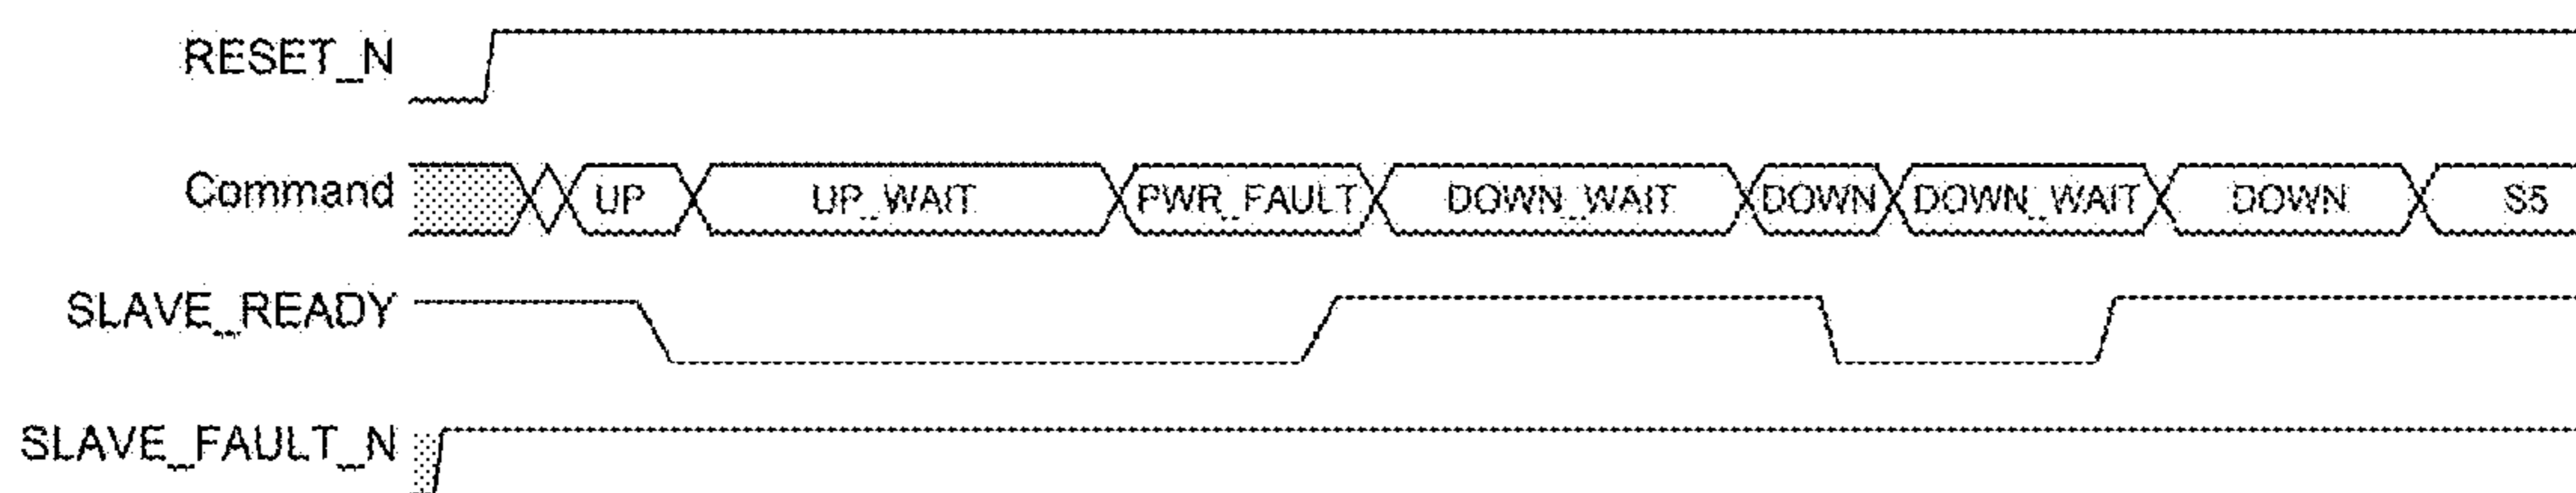 RESET_N
Command UP UP_WAIT PWR_FAULT DOWN_WAIT DOWN DOWN_WAIT DOWN S5
SLAVE_READY
SLAVE_FAULT_N